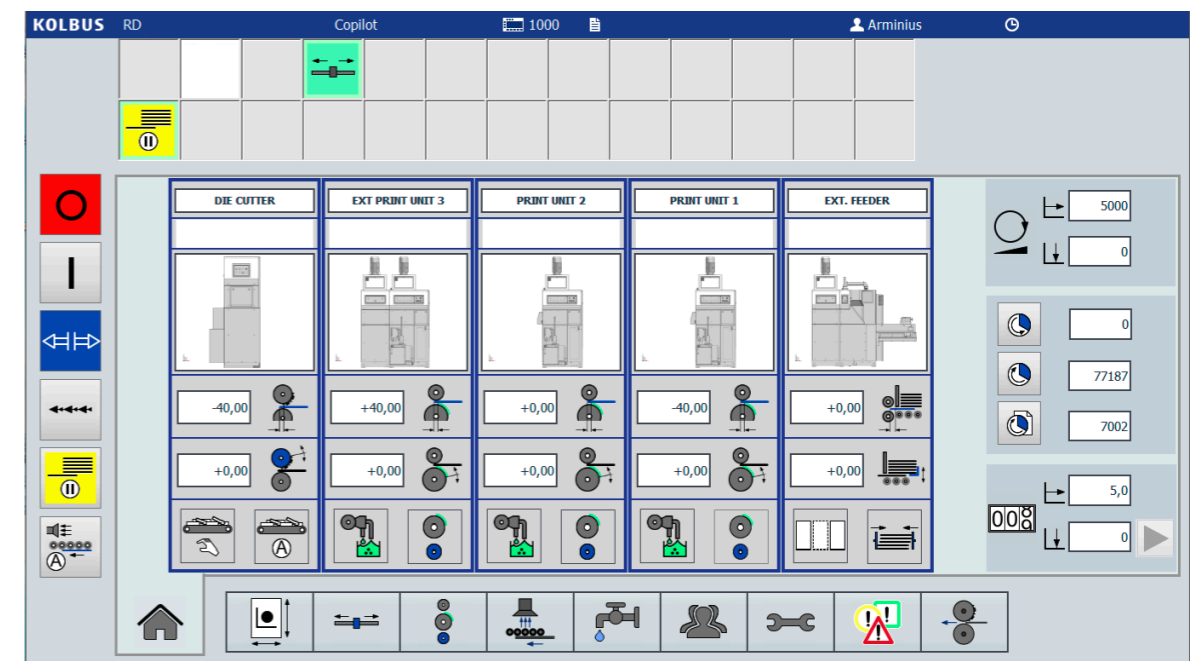 KOLBUS RD Copilot 1000 Arminius
DIE CUTTER EXT PRINT UNIT 3 PRINT UNIT 2 PRINT UNIT 1 EXT. FEEDER
5000
0
0
77187
7002
-40,00 +40,00 +0,00 -40,00 +0,00
+0,00 +0,00 +0,00 +0,00 +0,00
A
A
5,0
008
0
!!
!